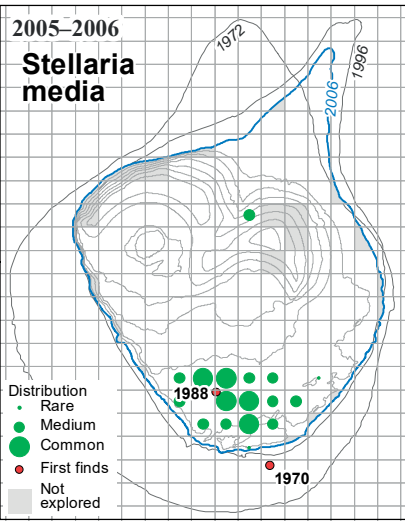 2005–2006
Stellaria
media
1972
1996
2006
1988
Distribution
Rare
Medium
Common
First finds
Not
explored
1970